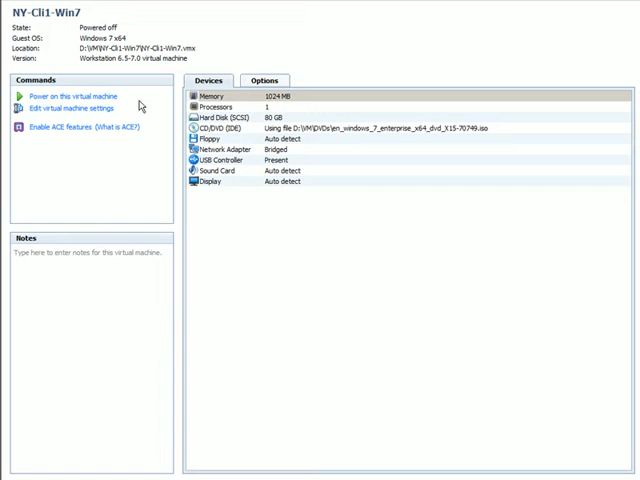 NY-Cli1-Win7
State: Powered off
Guest OS: Windows 7 x64
Location: D:\VM\NY-Cli1-Win7\NY-Cli1-Win7.vmx
Version: Workstation 6.5-7.0 virtual machine
Commands
Power on this virtual machine
Edit virtual machine settings
Enable ACE features (What is ACE?)
Devices Options
Memory 1024 MB
Processors 1
Hard Disk (SCSI) 80 GB
CD/DVD (IDE) Using file D:\VM\DVDs\en_windows_7_enterprise_x64_dvd_X15-70749.iso
Floppy Auto detect
Network Adapter Bridged
USB Controller Present
Sound Card Auto detect
Display Auto detect
Notes
Type here to enter notes for this virtual machine.